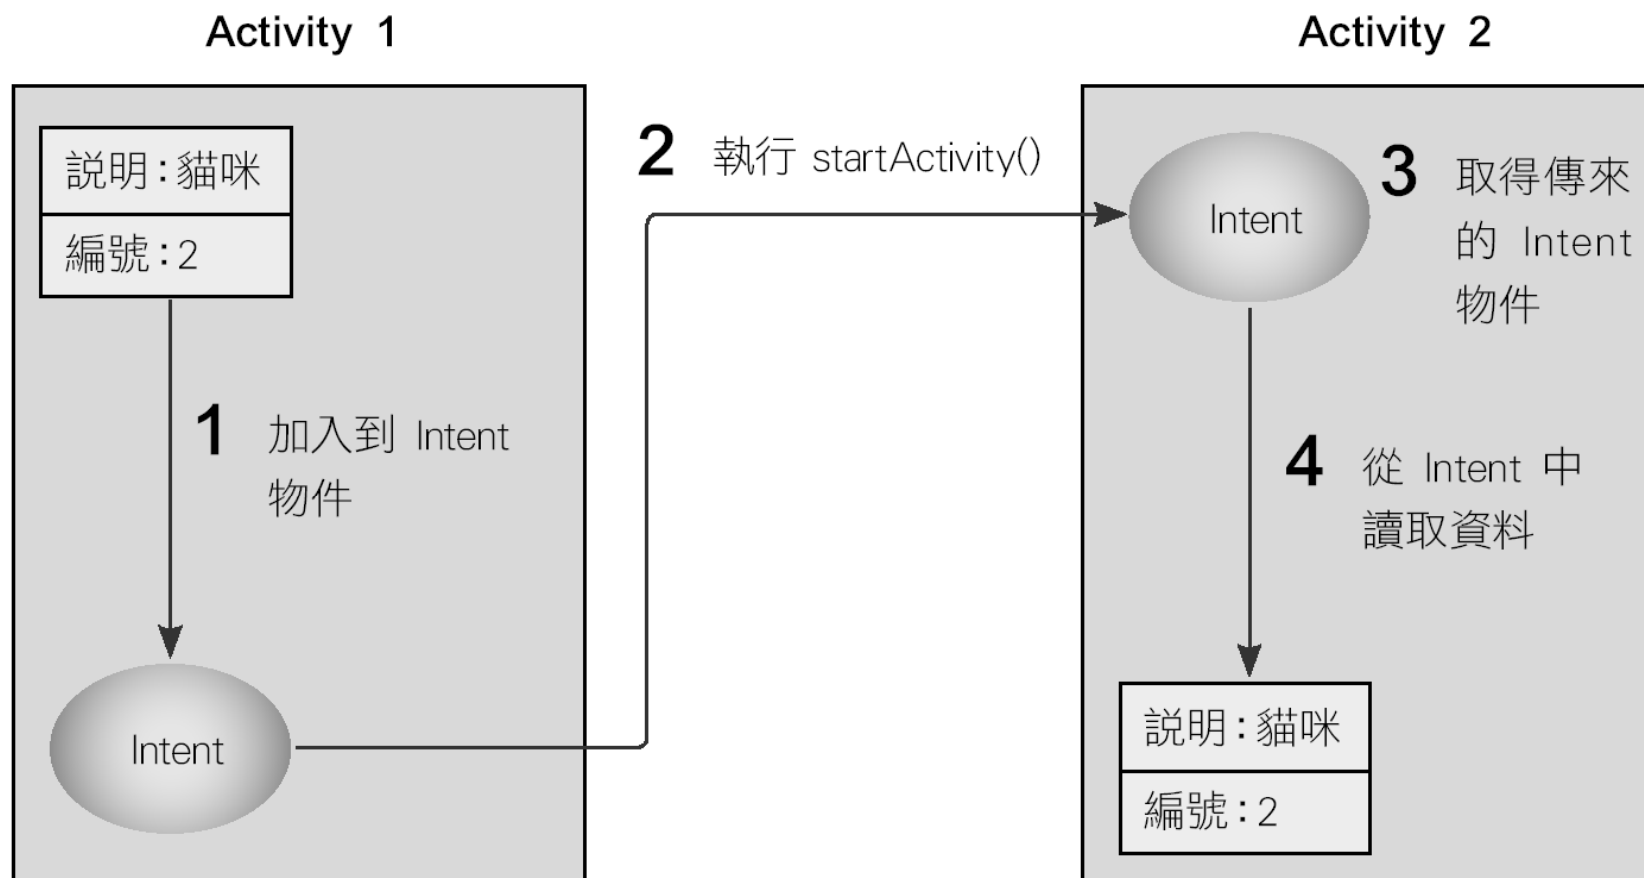 Activity 1
Activity 2
説明：貓咪
編號：2
1 加入到 Intent
物件
Intent
2 執行 startActivity()
Intent
3 取得傳來
的 Intent
物件
4 從 Intent 中
讀取資料
説明：貓咪
編號：2